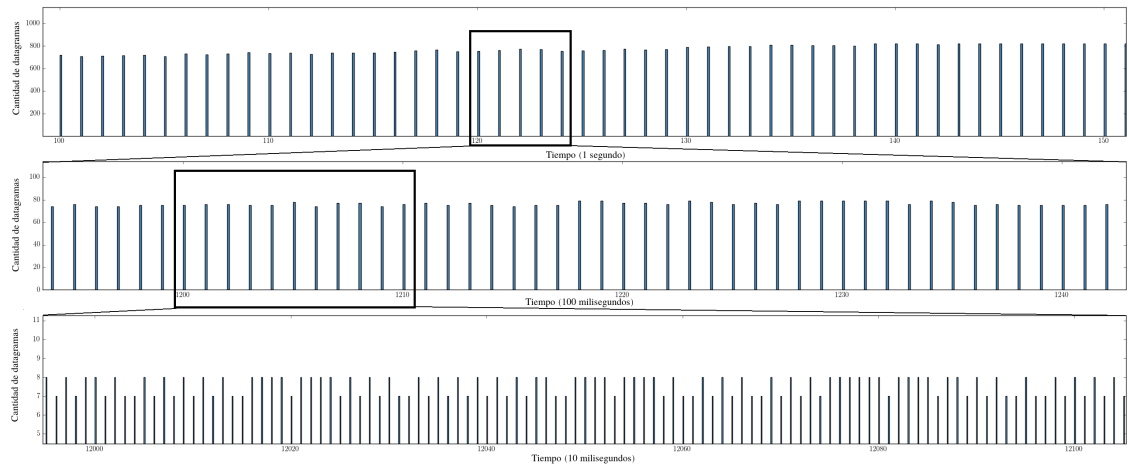 1000
800
600
400
200
Cantidad de datagramas
100 110 120 130 140 150
Tiempo (1 segundo)
100
80
60
40
20
0
Cantidad de datagramas
1200 1210 1220 1230 1240
Tiempo (100 milisegundos)
11
10
9
8
7
6
5
Cantidad de datagramas
12000 12020 12040 12060 12080 12100
Tiempo (10 milisegundos)